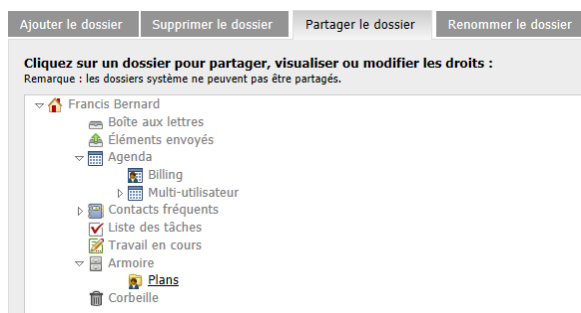 Ajouter le dossier Supprimer le dossier Partager le dossier Renommer le dossier
Cliquez sur un dossier pour partager, visualiser ou modifier les droits :
Remarque : les dossiers système ne peuvent pas être partagés.
Francis Bernard
Boîte aux lettres
Éléments envoyés
Agenda
Billing
Multi-utilisateur
Contacts fréquents
Liste des tâches
Travail en cours
Armoire
Plans
Corbeille